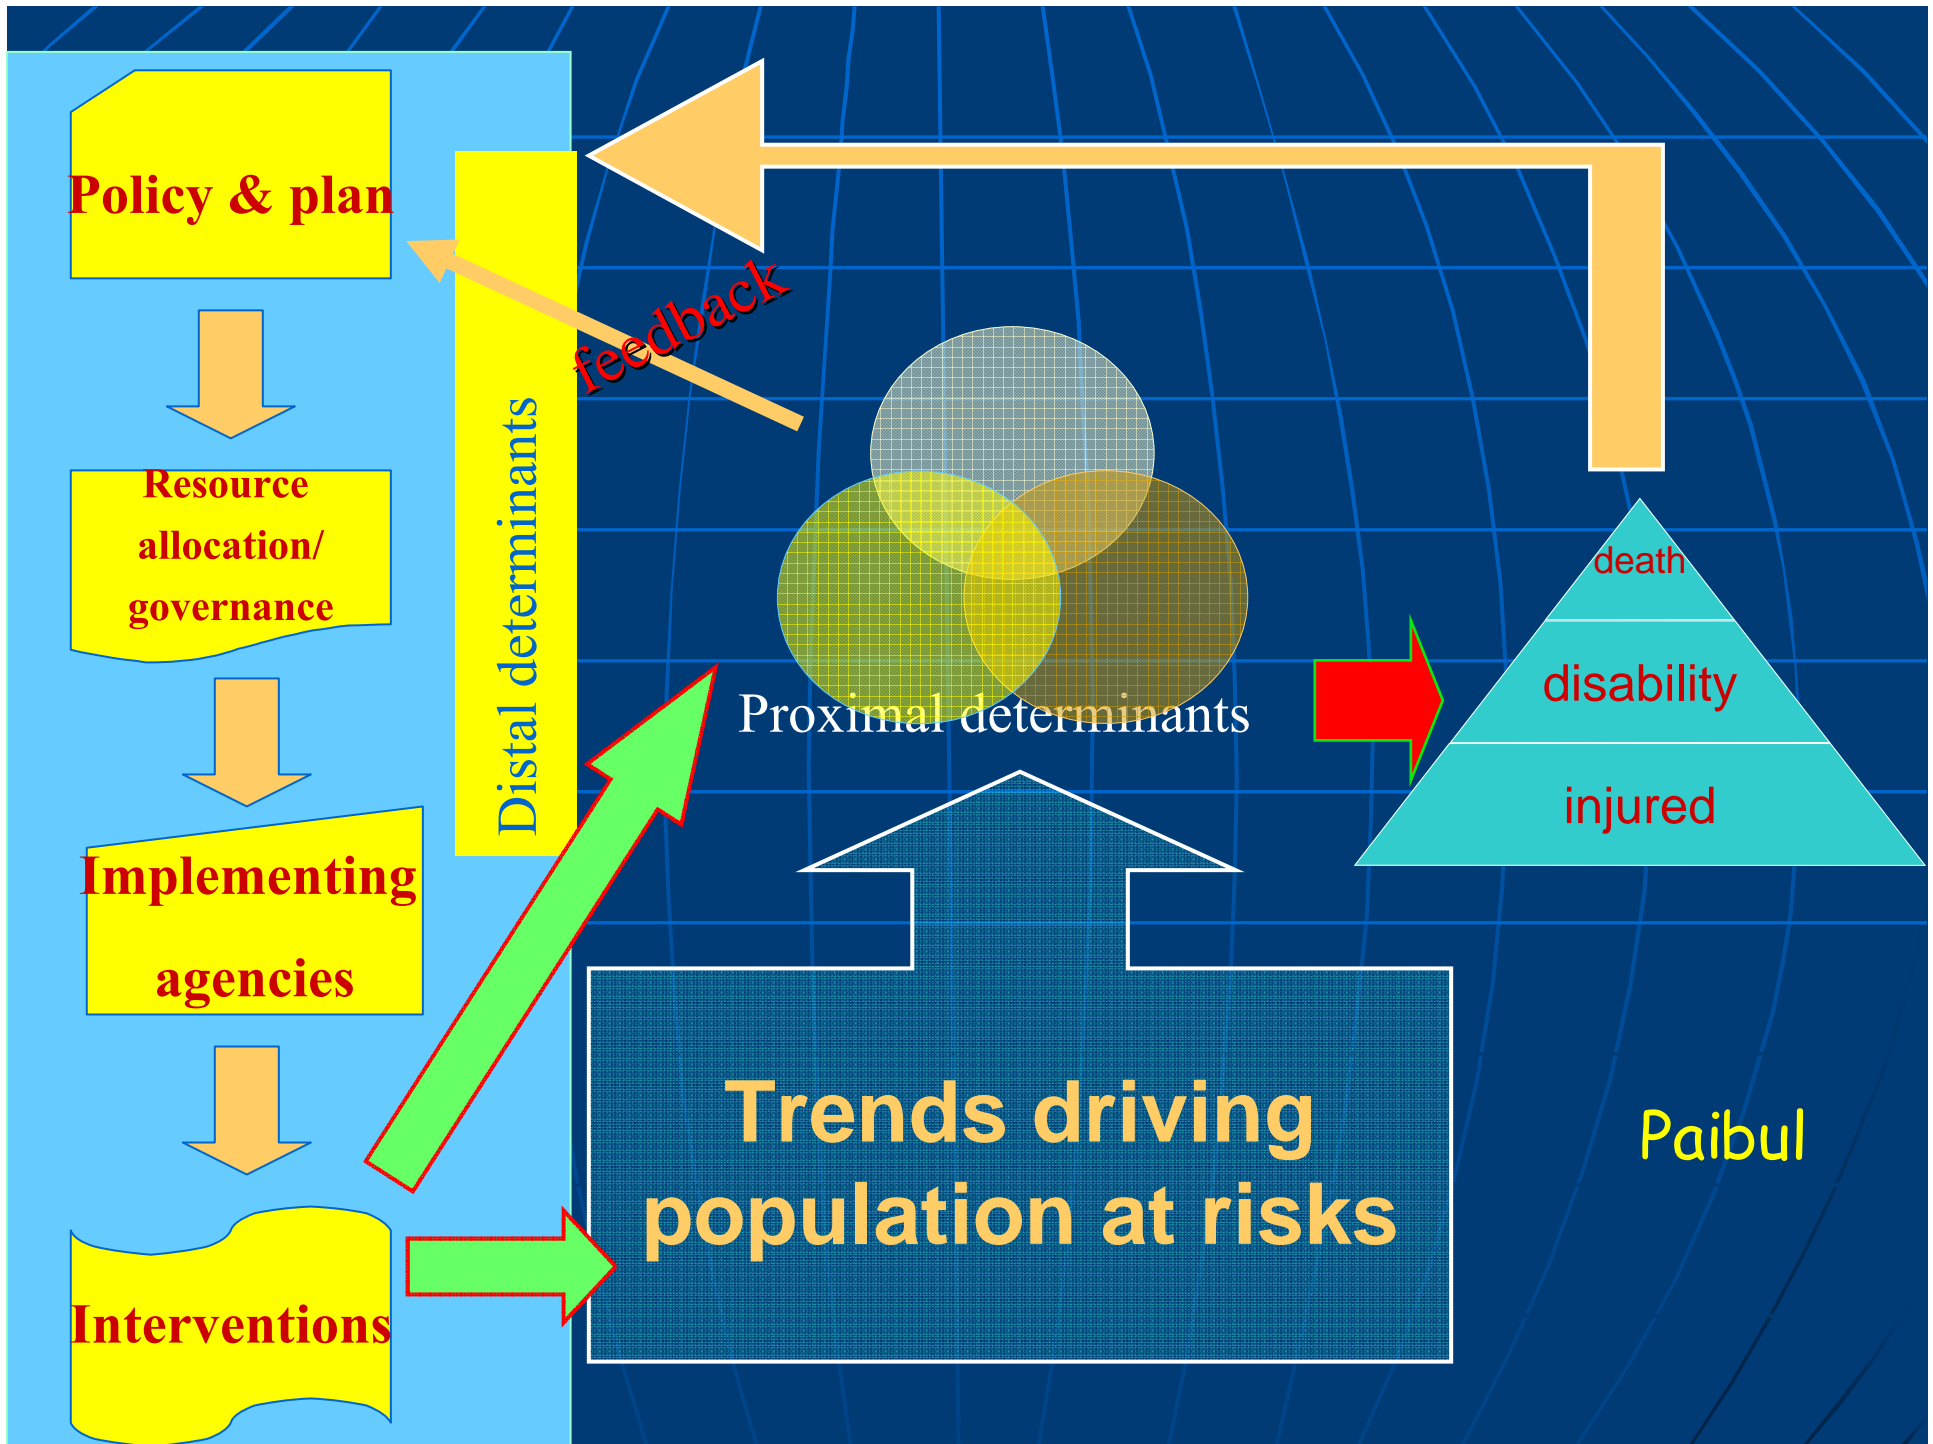 Policy & plan
Resource
allocation/
governance
Implementing
agencies
Interventions
Distal determinants
feedback
Proximal determinants
Trends driving
population at risks
death
disability
injured
Paibul